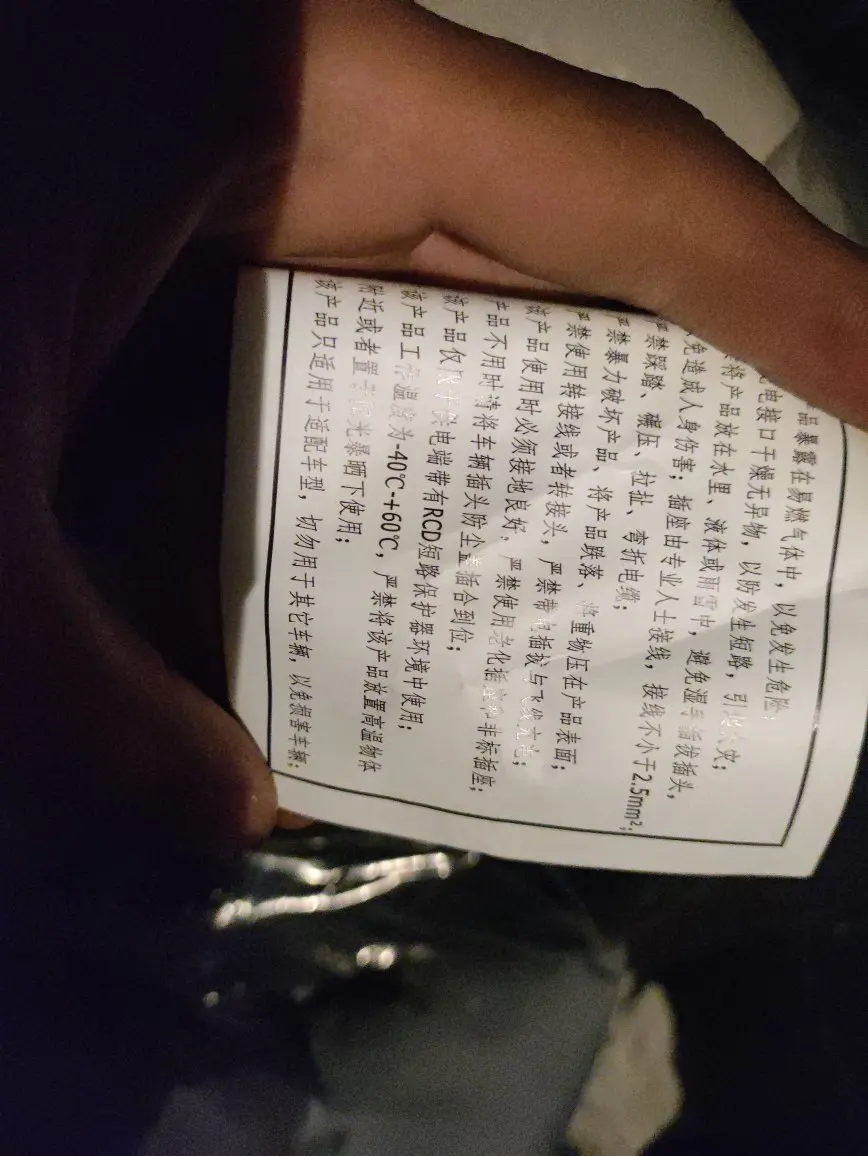 品暴露在易燃气体中，以免发生危险；
电接口干燥无异物，以防发生短路，引火灾；
将产品放在水里、液体或雨雪中，避免湿手插拔插头，
免造成人身伤害；插座由专业人士接线，接线不小于2.5mm²；
严禁踩踏、碾压、拉扯、弯折电缆；
严禁暴力破坏产品、将产品跌落、将重物压在产品表面；
严禁使用转接线或者转接头，严禁带电插拔与飞线充电；
该产品使用时必须接地良好，严禁使用老化插座和非标插座；
产品不用时请将车辆插头防尘盖插合到位；
该产品仅限于供电端带有RCD短路保护器环境中使用；
该产品工作温度为-40℃-+60℃，严禁将该产品放置高温物体
附近或者置于阳光暴晒下使用；
该产品只适用于适配车型，切勿用于其它车辆，以免损害车辆；